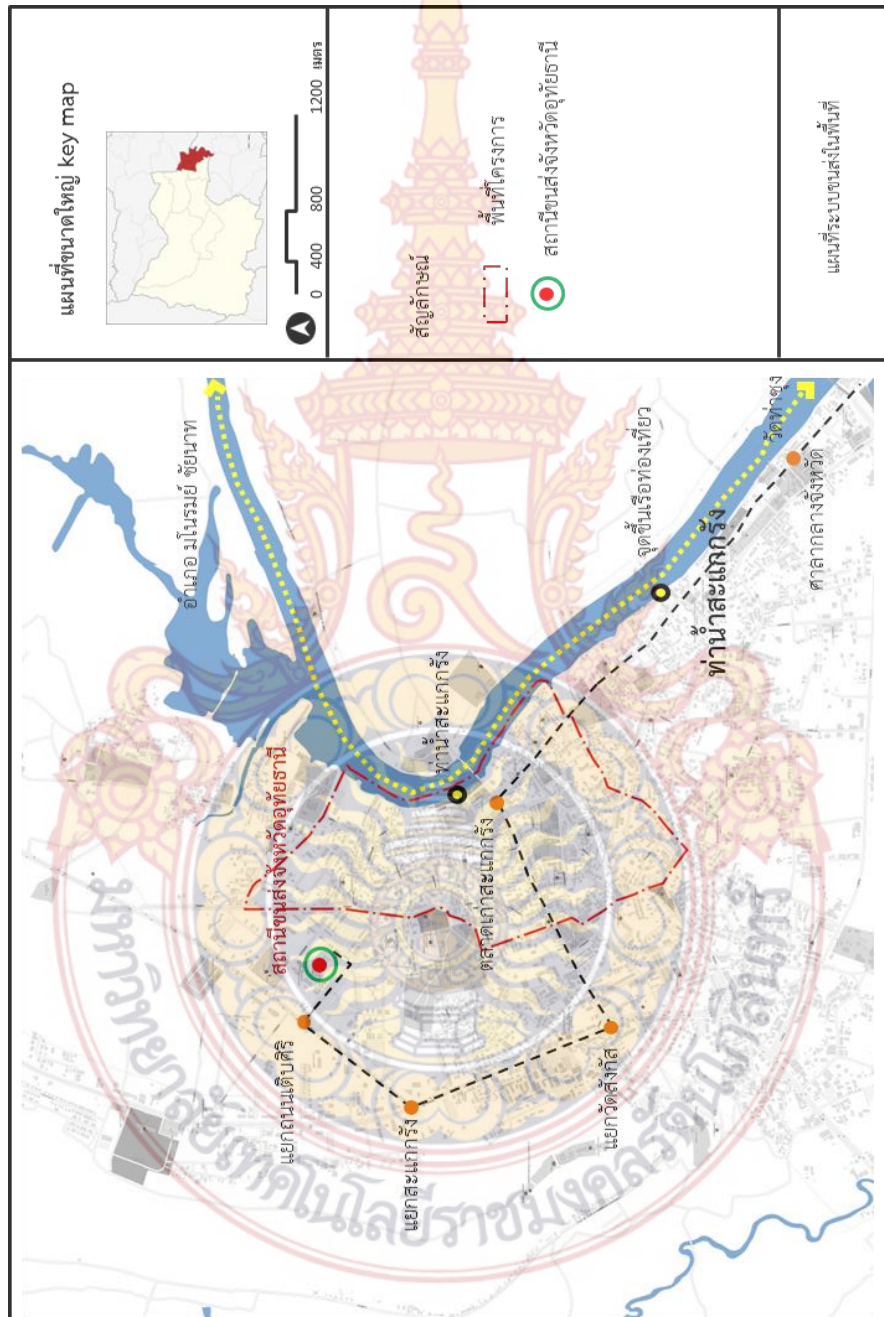 แผนที่ขนาดใหญ่ key map
0 400 800 1200 เมตร
สัญลักษณ์
พื้นที่โครงการ
สถานีขนส่งจังหวัดอุทัยธานี
แผนที่ระบบขนส่งในพื้นที่
อำเภอ มโนรมย์ ชัยนาท
สถานีขนส่งจังหวัดอุทัยธานี
แยกถนนเติบศิริ
แยกสะแกกรัง
ท่าน้ำสะแกกรัง
ตลาดเก่าสะแกกรัง
แยกวัดสังกัส
จุดขึ้นเรือท่องเที่ยว
ท่าน้ำสะแกกรัง
วัดท่าซุง
ศาลากลางจังหวัด
มหาวิทยาลัยเทคโนโลยีราชมงคลรัตนโกสินทร์